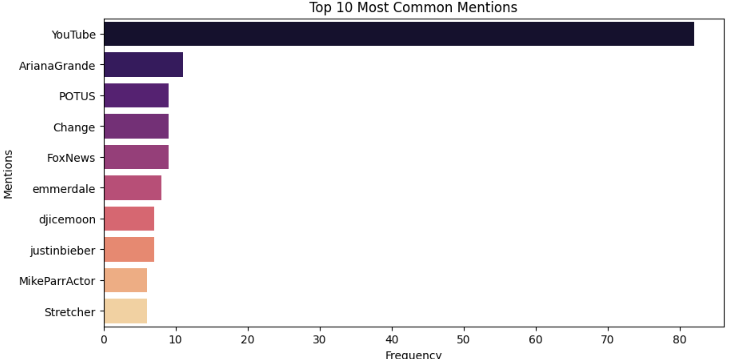 Top 10 Most Common Mentions
Mentions
YouTube
ArianaGrande
POTUS
Change
FoxNews
emmerdale
djicemoon
justinbieber
MikeParrActor
Stretcher
0 10 20 30 40 50 60 70 80
Frequency